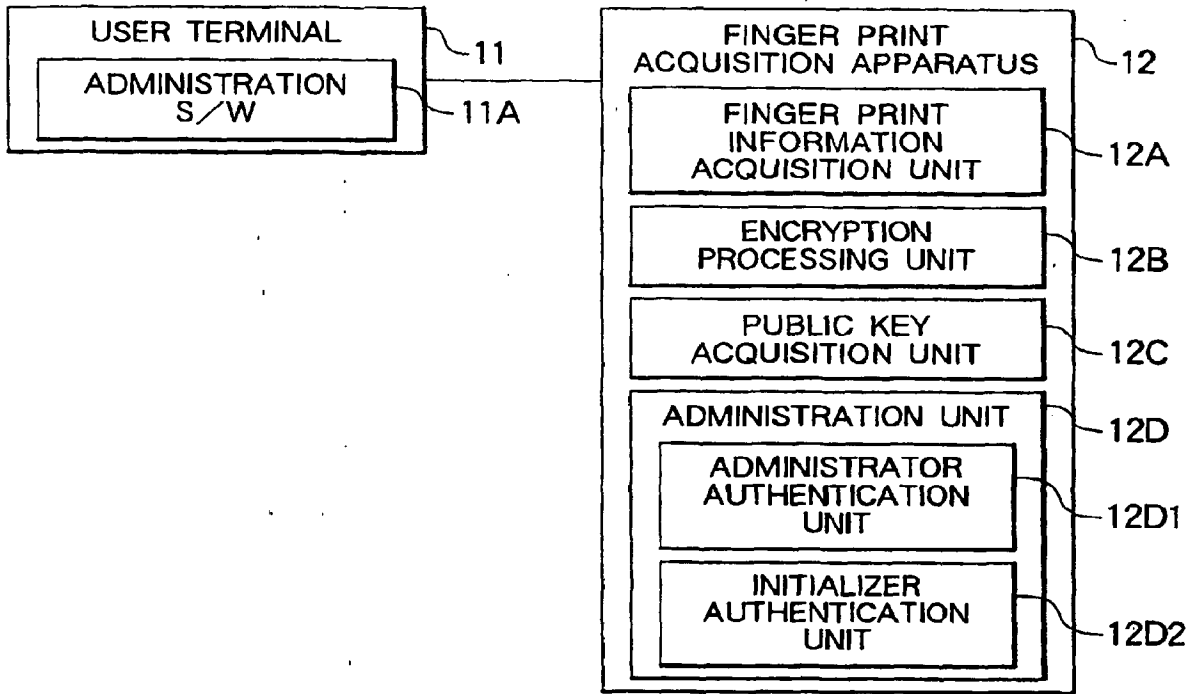 USER TERMINAL
11
ADMINISTRATION
S/W
11A
FINGER PRINT
ACQUISITION APPARATUS
12
FINGER PRINT
INFORMATION
ACQUISITION UNIT
12A
ENCRYPTION
PROCESSING UNIT
12B
PUBLIC KEY
ACQUISITION UNIT
12C
ADMINISTRATION UNIT
12D
ADMINISTRATOR
AUTHENTICATION
UNIT
12D1
INITIALIZER
AUTHENTICATION
UNIT
12D2